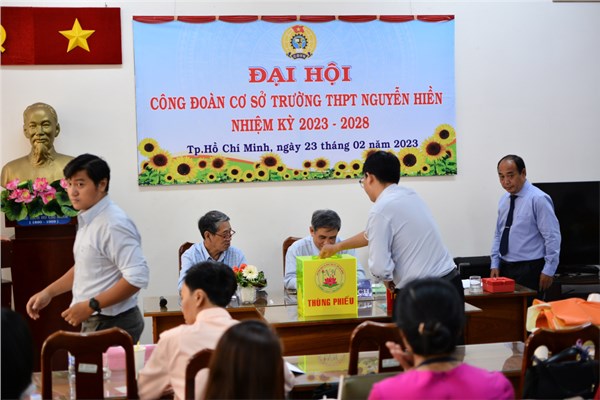 ĐẠI HỘI
CÔNG ĐOÀN CƠ SỞ TRƯỜNG THPT NGUYỄN HIỀN
NHIỆM KỲ 2023 - 2028
Tp.Hồ Chí Minh, ngày 23 tháng 02 năm 2023
THÙNG PHIẾU